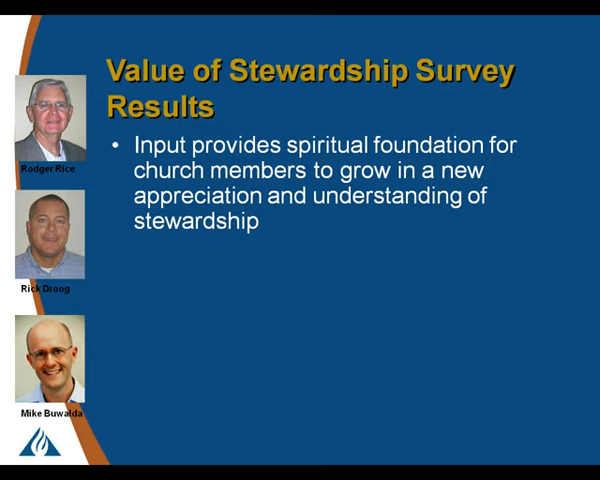 Value of Stewardship Survey
Results
• Input provides spiritual foundation for
church members to grow in a new
appreciation and understanding of
stewardship
Rodger Rice
Rick Droog
Mike Buwalda